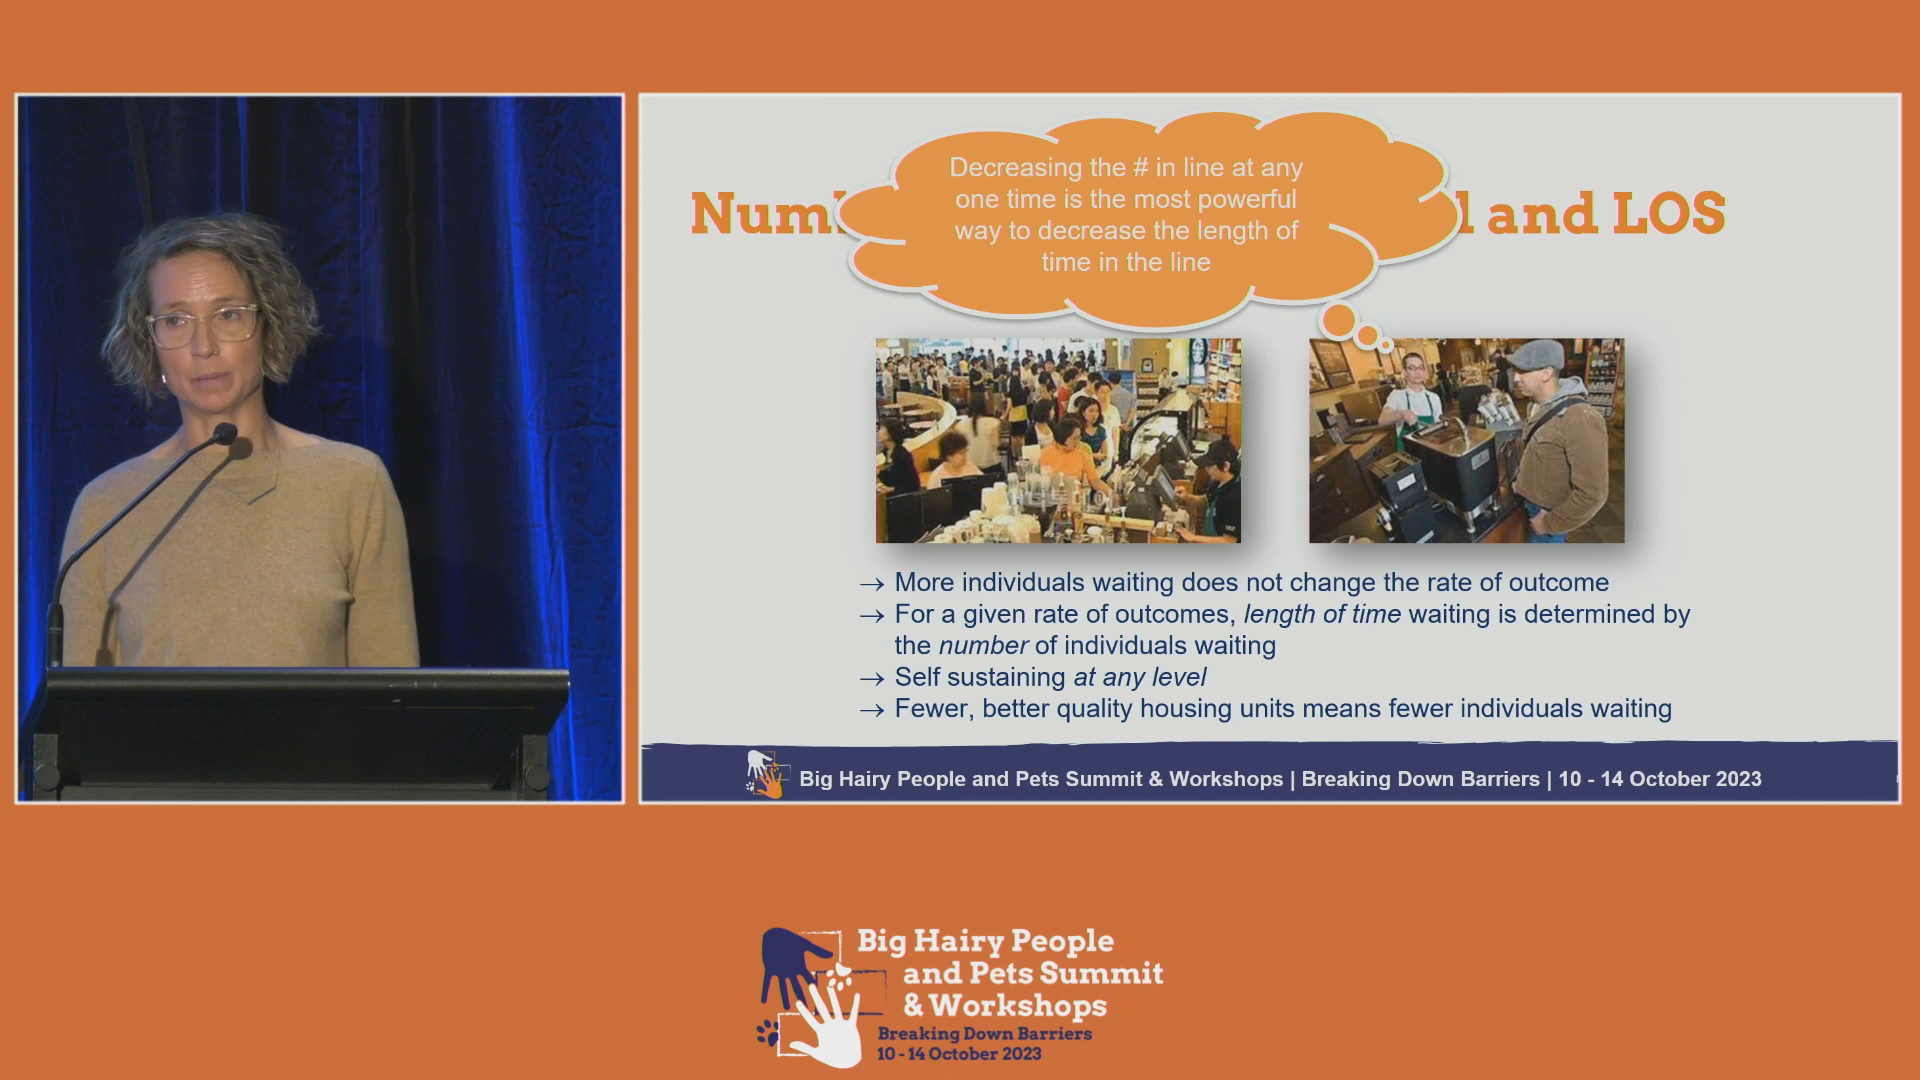 Decreasing the # in line at any
one time is the most powerful
way to decrease the length of
time in the line
and LOS
→ More individuals waiting does not change the rate of outcome
→ For a given rate of outcomes, length of time waiting is determined by
the number of individuals waiting
→ Self sustaining at any level
→ Fewer, better quality housing units means fewer individuals waiting
Big Hairy People and Pets Summit & Workshops | Breaking Down Barriers | 10 - 14 October 2023
Big Hairy People
and Pets Summit
& Workshops
Breaking Down Barriers
10 - 14 October 2023